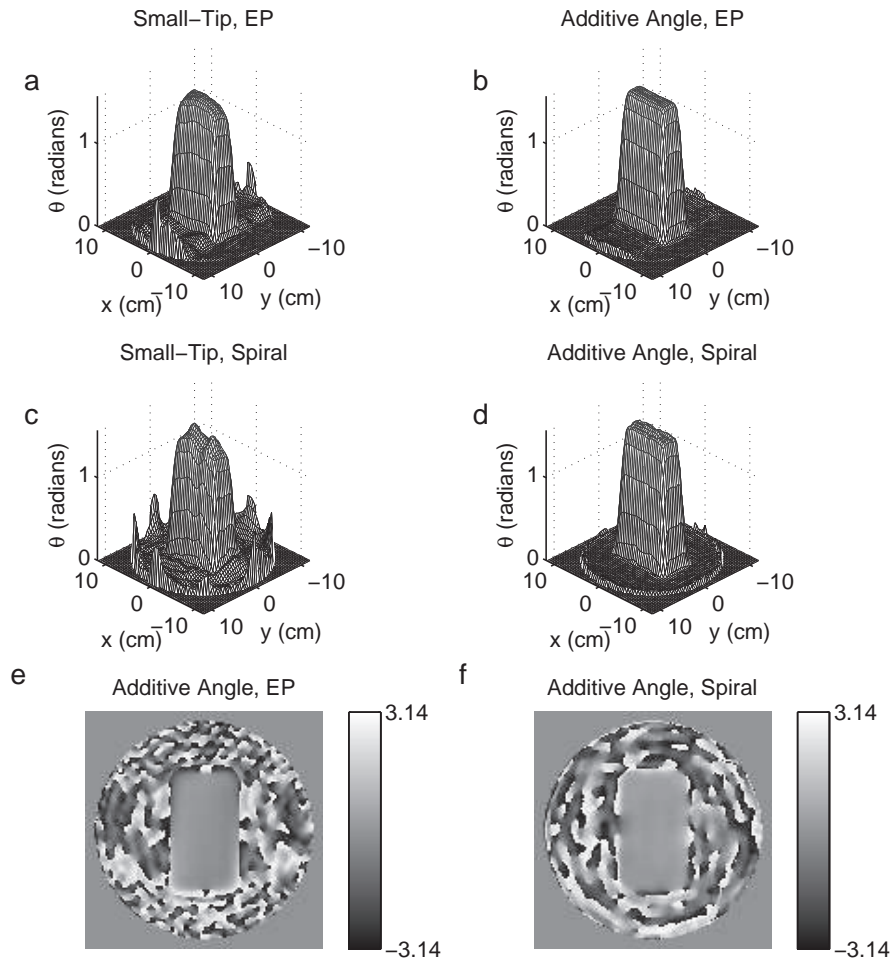 Small−Tip, EP
Additive Angle, EP
a
b
θ (radians)
1
0
10
0
−10
x (cm)
10
0
−10
y (cm)
θ (radians)
1
0
10
0
−10
x (cm)
10
0
−10
y (cm)
Small−Tip, Spiral
Additive Angle, Spiral
c
d
θ (radians)
1
0
10
0
−10
x (cm)
10
0
−10
y (cm)
θ (radians)
1
0
10
0
−10
x (cm)
10
0
−10
y (cm)
e
f
Additive Angle, EP
Additive Angle, Spiral
3.14
−3.14
3.14
−3.14